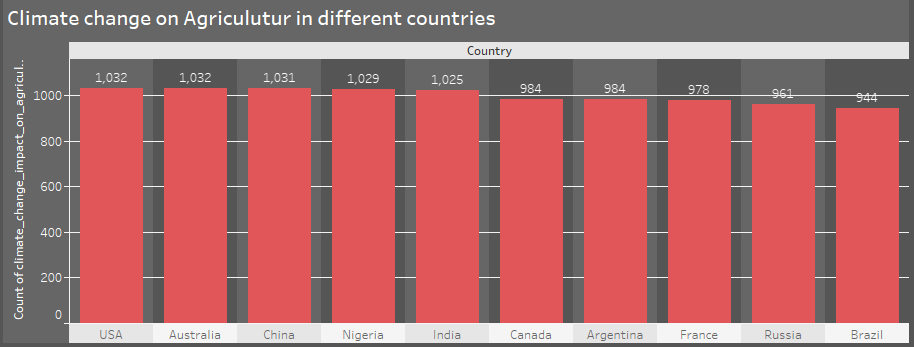 Climate change on Agriculutur in different countries
Country
Count of climate_change_impact_on_agricul..
1,032 1,032 1,031 1,029 1,025 984 984 978 961 944
1000
800
600
400
200
0
USA Australia China Nigeria India Canada Argentina France Russia Brazil